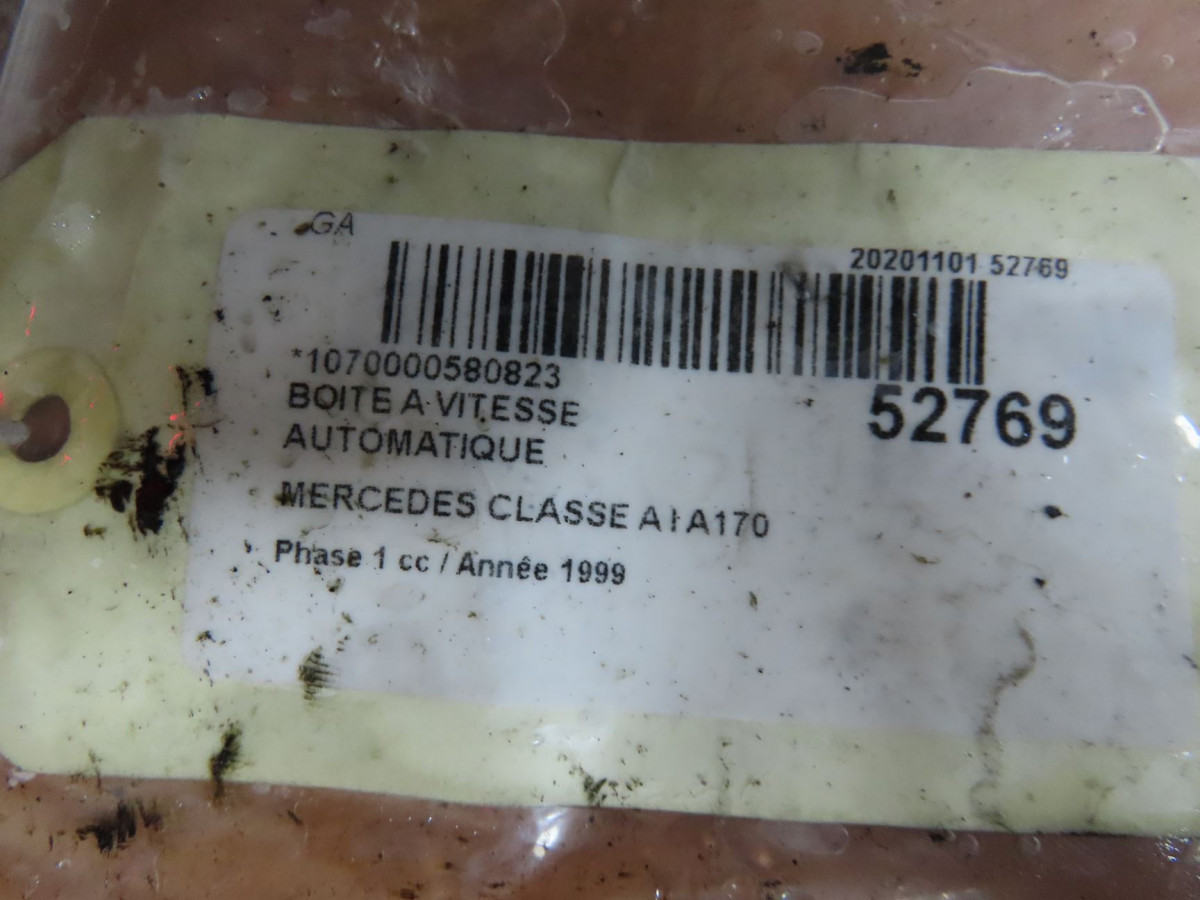 GA
20201101 52769
*1070000580823
52769
BOITE A VITESSE
AUTOMATIQUE
MERCEDES CLASSE A I A170
Phase 1 cc / Année 1999